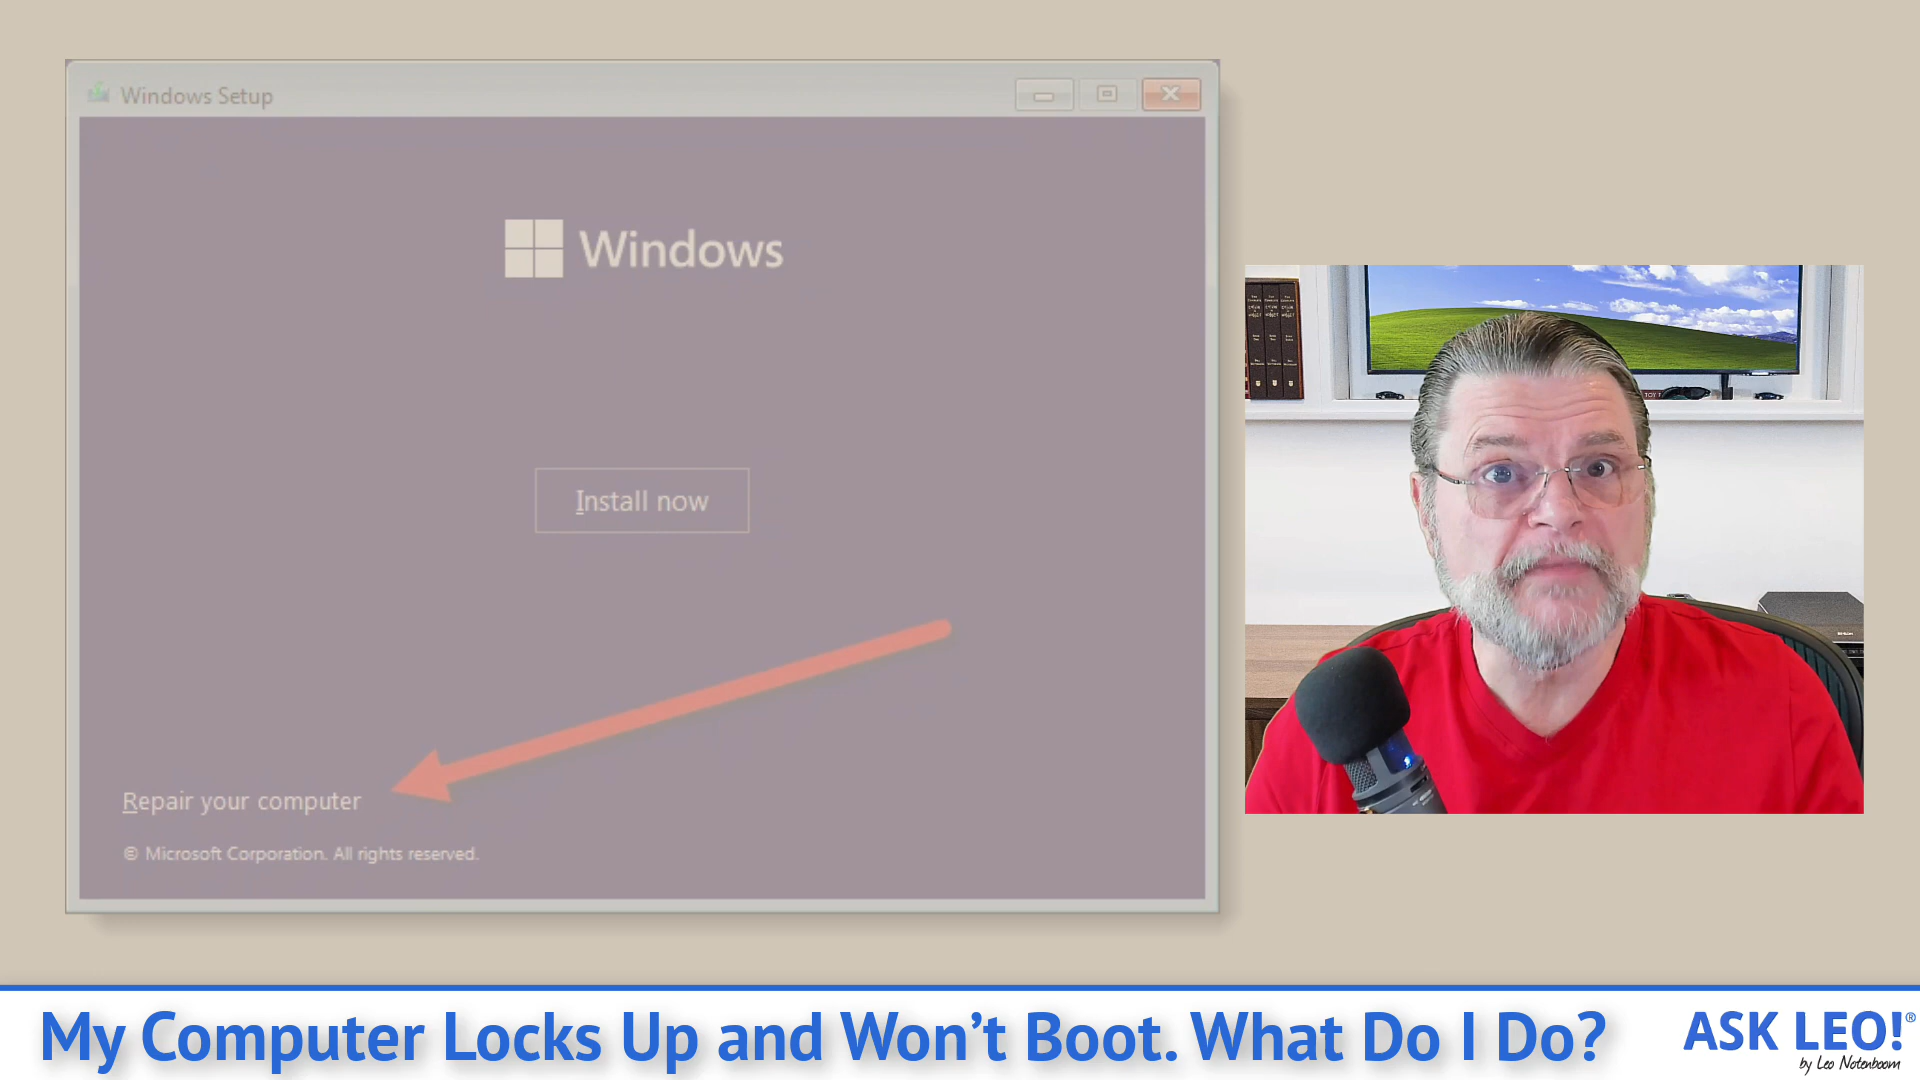 Windows Setup
Windows
Install now
Repair your computer
© Microsoft Corporation. All rights reserved.
My Computer Locks Up and Won't Boot. What Do I Do?
ASK LEO!®
by Leo Notenboom